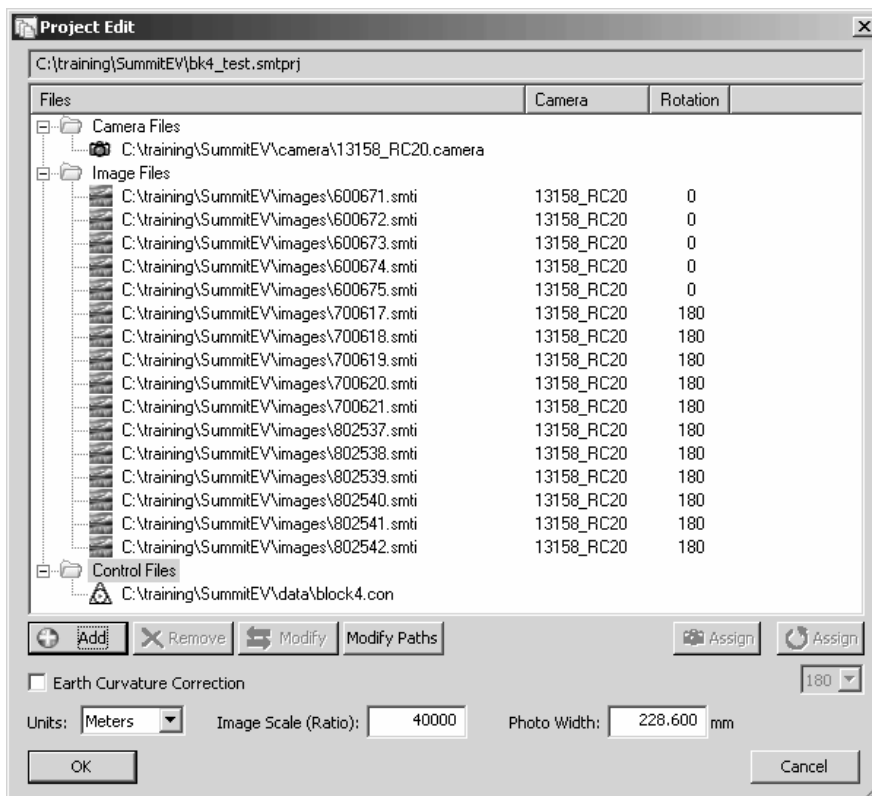 Project Edit
C:\training\SummitEV\bk4_test.smtprj
Files Camera Rotation
Camera Files
C:\training\SummitEV\camera\13158_RC20.camera
Image Files
C:\training\SummitEV\images\600671.smti 13158_RC20 0
C:\training\SummitEV\images\600672.smti 13158_RC20 0
C:\training\SummitEV\images\600673.smti 13158_RC20 0
C:\training\SummitEV\images\600674.smti 13158_RC20 0
C:\training\SummitEV\images\600675.smti 13158_RC20 0
C:\training\SummitEV\images\700617.smti 13158_RC20 180
C:\training\SummitEV\images\700618.smti 13158_RC20 180
C:\training\SummitEV\images\700619.smti 13158_RC20 180
C:\training\SummitEV\images\700620.smti 13158_RC20 180
C:\training\SummitEV\images\700621.smti 13158_RC20 180
C:\training\SummitEV\images\802537.smti 13158_RC20 180
C:\training\SummitEV\images\802538.smti 13158_RC20 180
C:\training\SummitEV\images\802539.smti 13158_RC20 180
C:\training\SummitEV\images\802540.smti 13158_RC20 180
C:\training\SummitEV\images\802541.smti 13158_RC20 180
C:\training\SummitEV\images\802542.smti 13158_RC20 180
Control Files
C:\training\SummitEV\data\block4.con
Add Remove Modify Modify Paths Assign Assign
Earth Curvature Correction 180
Units: Meters Image Scale (Ratio): 40000 Photo Width: 228.600 mm
OK Cancel